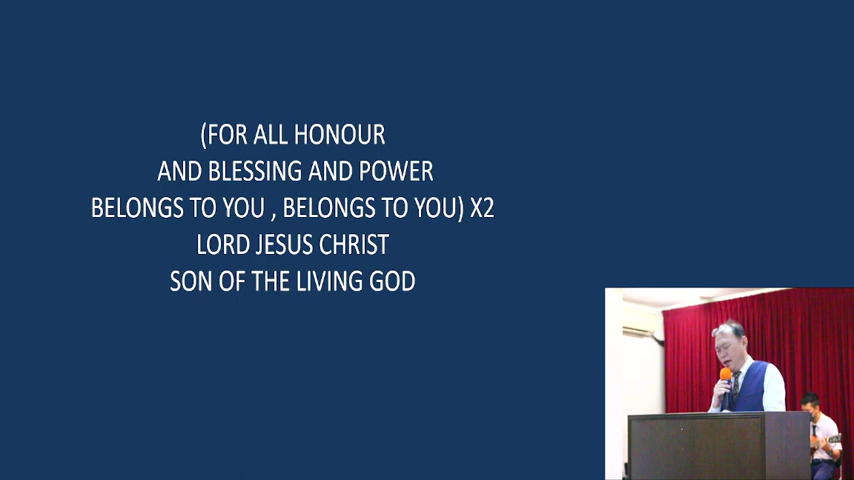 (FOR ALL HONOUR
AND BLESSING AND POWER
BELONGS TO YOU , BELONGS TO YOU) X2
LORD JESUS CHRIST
SON OF THE LIVING GOD